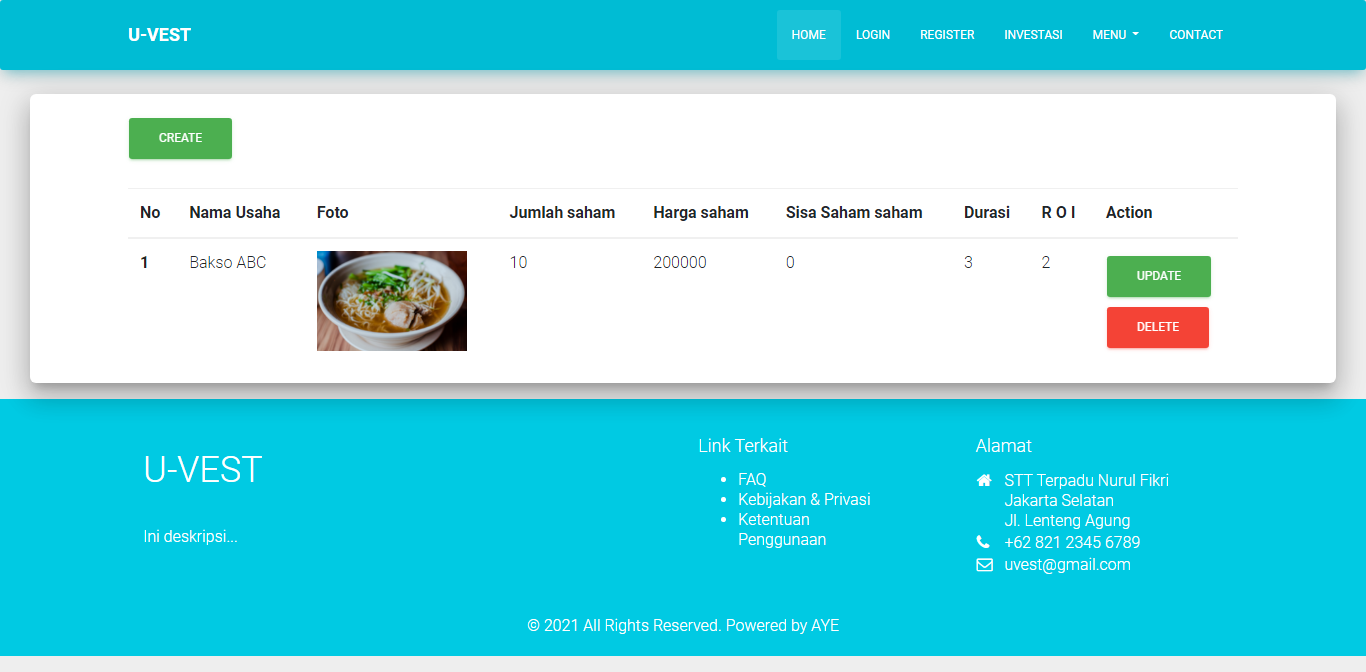 U-VEST
HOME LOGIN REGISTER INVESTASI MENU CONTACT
CREATE
No Nama Usaha Foto Jumlah saham Harga saham Sisa Saham saham Durasi R O I Action
1 Bakso ABC 10 200000 0 3 2
UPDATE
DELETE
U-VEST
Ini deskripsi...
Link Terkait
FAQ
Kebijakan & Privasi
Ketentuan
Penggunaan
Alamat
STT Terpadu Nurul Fikri
Jakarta Selatan
Jl. Lenteng Agung
+62 821 2345 6789
uvest@gmail.com
© 2021 All Rights Reserved. Powered by AYE